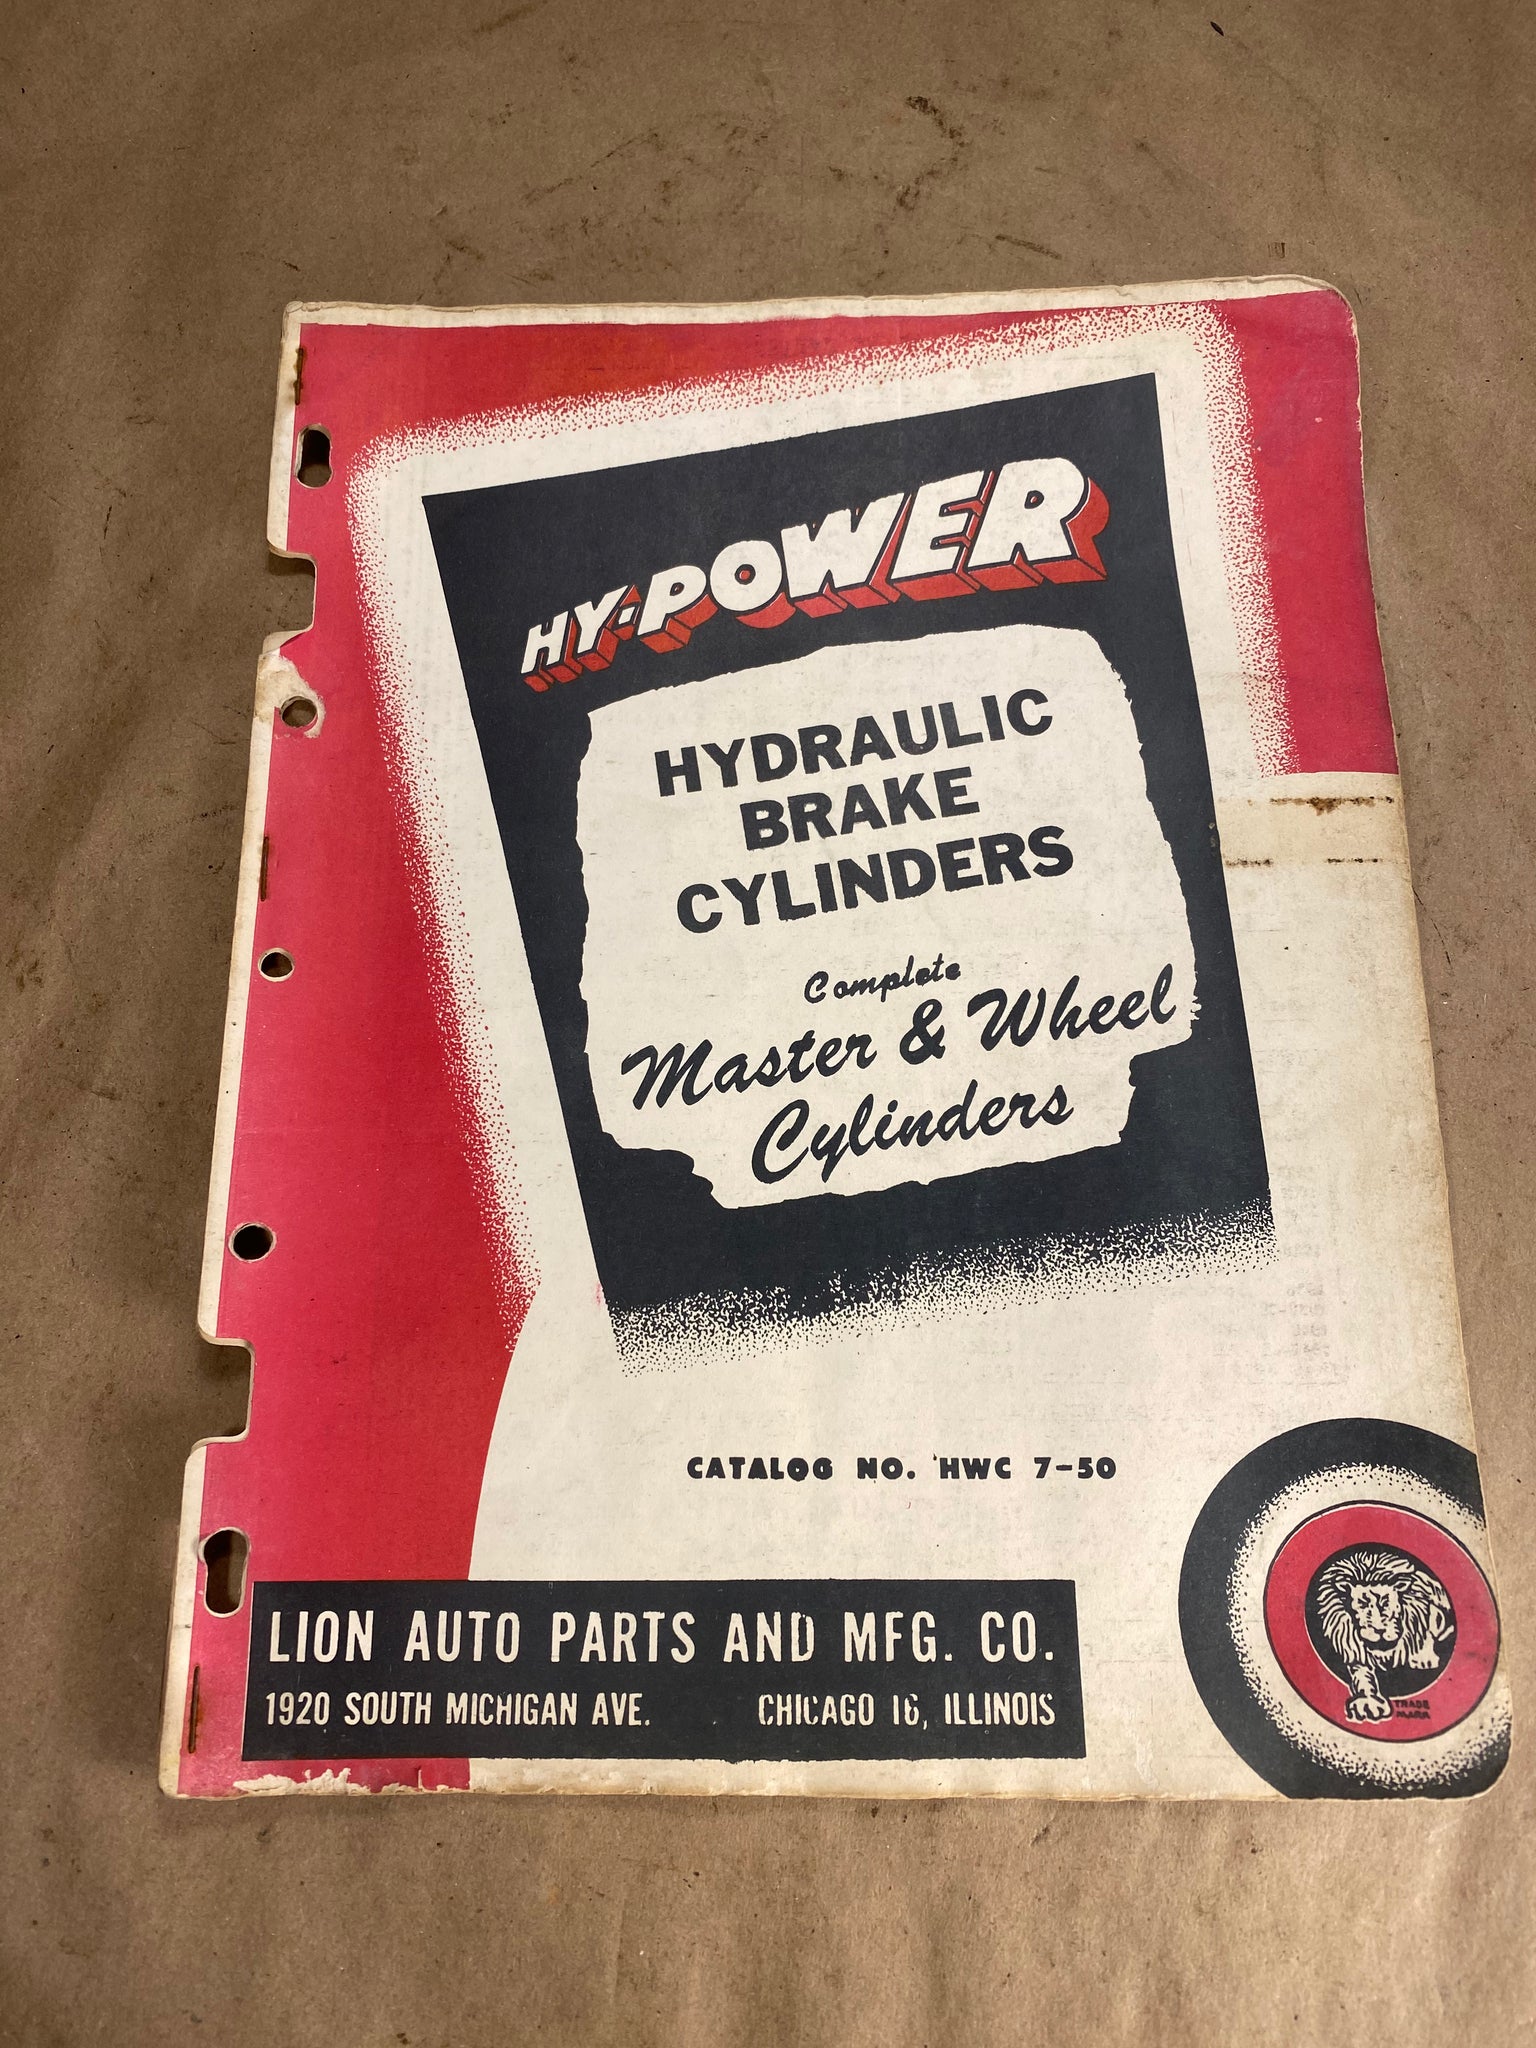 HY-POWER
HYDRAULIC
BRAKE
CYLINDERS
Complete
Master & Wheel
Cylinders
CATALOG NO. HWC 7-50
LION AUTO PARTS AND MFG. CO.
1920 SOUTH MICHIGAN AVE. CHICAGO 16, ILLINOIS
TRADE
MARK